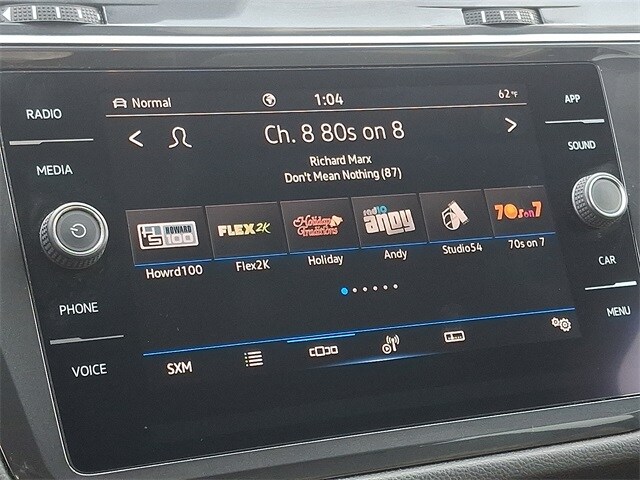 RADIO
MEDIA
PHONE
VOICE
Normal
1:04
62°F
Ch. 8 80s on 8
Richard Marx
Don't Mean Nothing (87)
HOWARD 100
FLEX2K
Holiday Traditions
radio andy
70s on 7
Howrd100
Flex2K
Holiday
Andy
Studio54
70s on 7
SXM
APP
SOUND
CAR
MENU